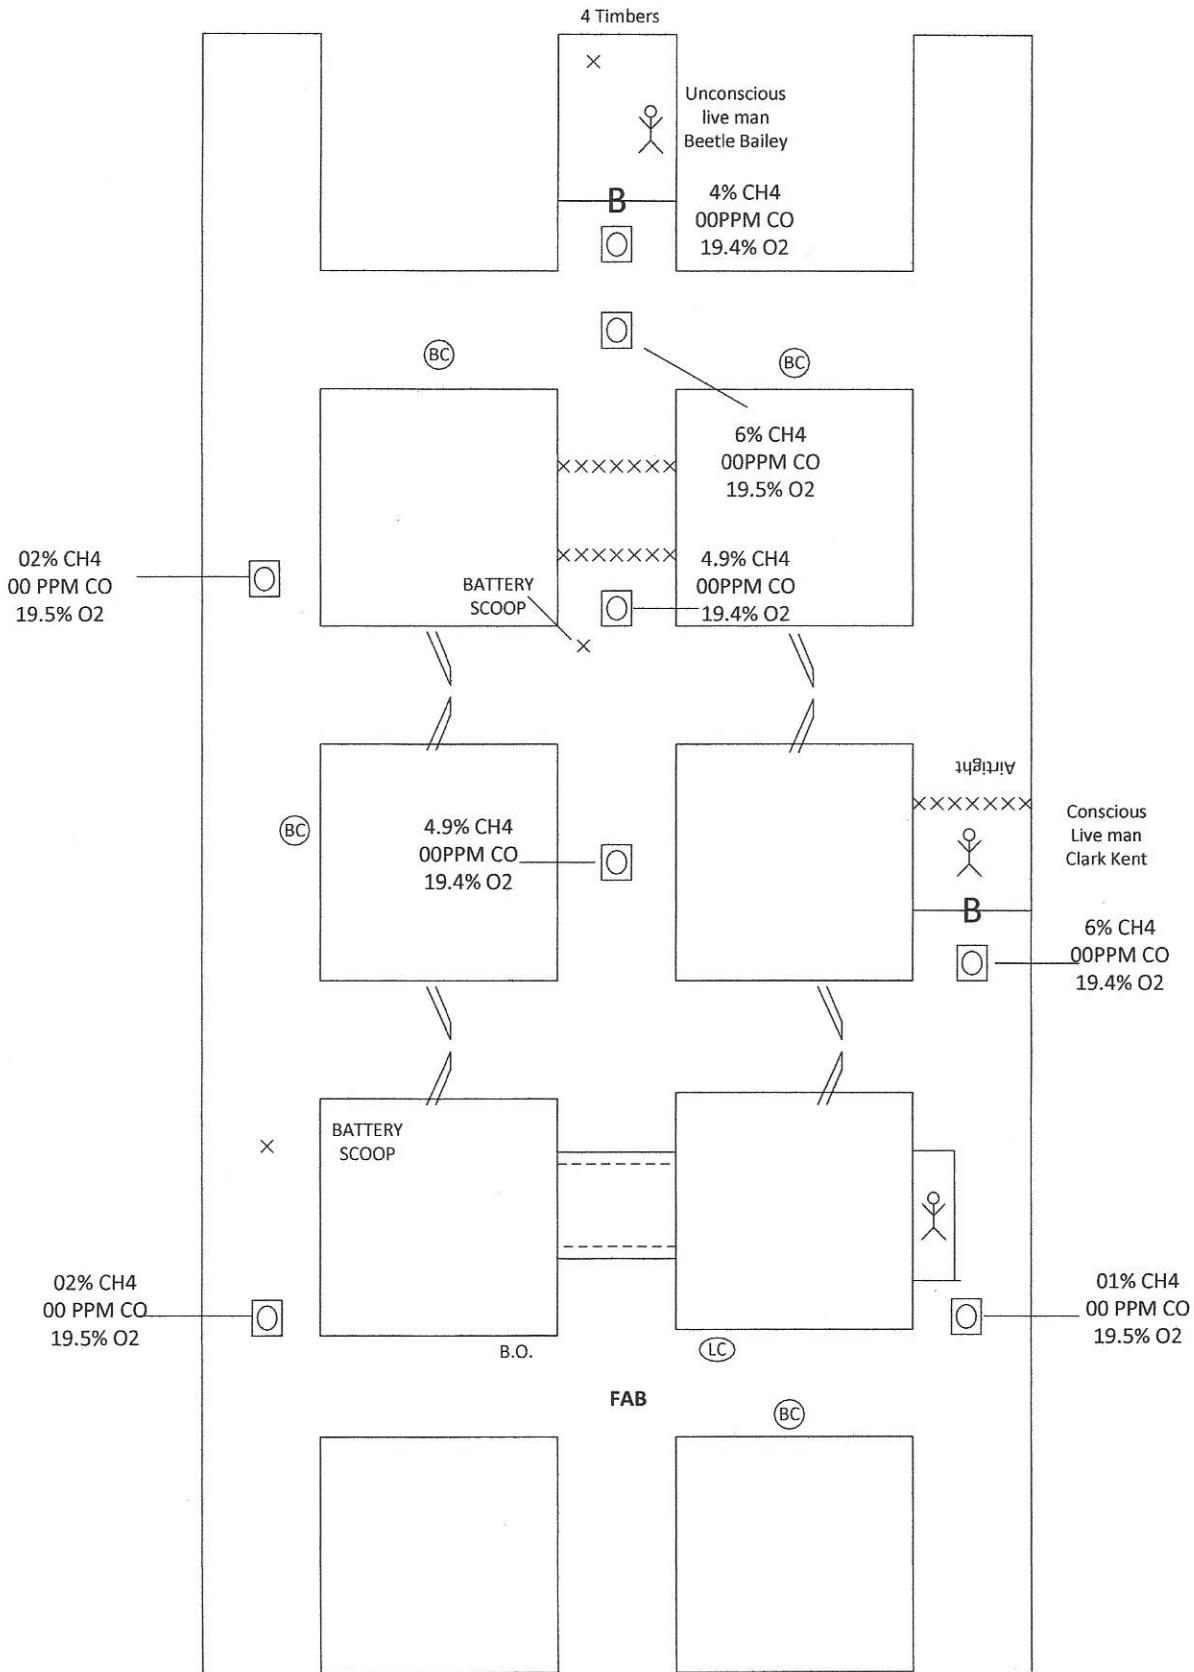 4 Timbers
×
Unconscious
live man
Beetle Bailey
B
4% CH4
00PPM CO
19.4% O2
BC
BC
6% CH4
00PPM CO
19.5% O2
×××××××
×××××××
02% CH4
00 PPM CO
19.5% O2
BATTERY
SCOOP
×
4.9% CH4
00PPM CO
19.4% O2
Airtight
×××××××
BC
4.9% CH4
00PPM CO
19.4% O2
Conscious
Live man
Clark Kent
B
6% CH4
00PPM CO
19.4% O2
×
BATTERY
SCOOP
02% CH4
00 PPM CO
19.5% O2
01% CH4
00 PPM CO
19.5% O2
B.O.
LC
FAB
BC